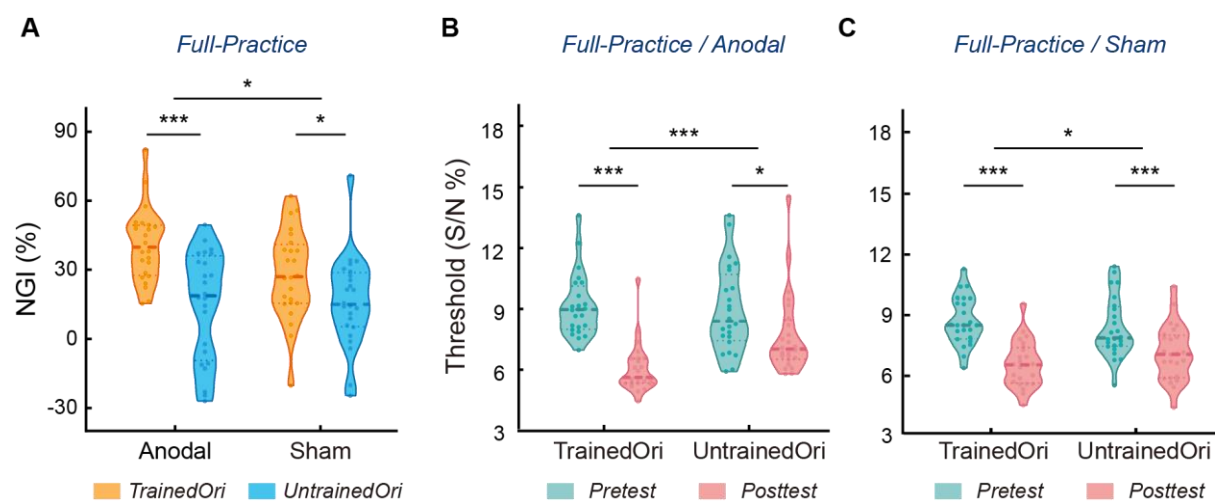 A
Full-Practice
*
***
*
NGI (%)
90
60
30
0
-30
Anodal
Sham
TrainedOri
UntrainedOri
B
Full-Practice / Anodal
***
***
*
Threshold (S/N %)
18
15
12
9
6
3
TrainedOri
UntrainedOri
Pretest
Posttest
C
Full-Practice / Sham
*
***
***
18
15
12
9
6
3
TrainedOri
UntrainedOri
Pretest
Posttest